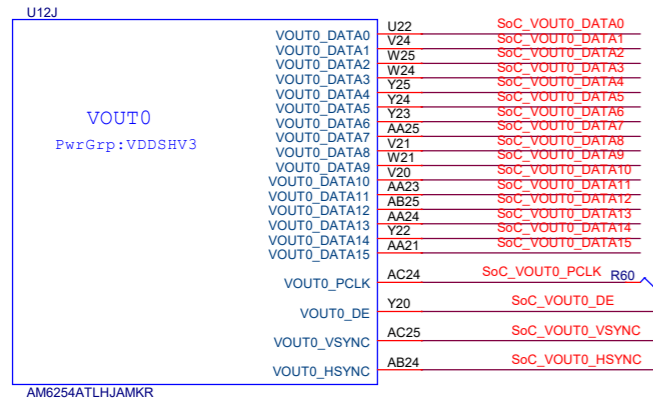 U12J
VOUT0_DATA0 U22 SoC_VOUT0_DATA0
VOUT0_DATA1 V24 SoC_VOUT0_DATA1
VOUT0_DATA2 W25 SoC_VOUT0_DATA2
VOUT0_DATA3 W24 SoC_VOUT0_DATA3
VOUT0_DATA4 Y25 SoC_VOUT0_DATA4
VOUT0_DATA5 Y24 SoC_VOUT0_DATA5
VOUT0_DATA6 Y23 SoC_VOUT0_DATA6
VOUT0_DATA7 AA25 SoC_VOUT0_DATA7
VOUT0_DATA8 V21 SoC_VOUT0_DATA8
VOUT0_DATA9 W21 SoC_VOUT0_DATA9
VOUT0_DATA10 V20 SoC_VOUT0_DATA10
VOUT0_DATA11 AA23 SoC_VOUT0_DATA11
VOUT0_DATA12 AB25 SoC_VOUT0_DATA12
VOUT0_DATA13 AA24 SoC_VOUT0_DATA13
VOUT0_DATA14 Y22 SoC_VOUT0_DATA14
VOUT0_DATA15 AA21 SoC_VOUT0_DATA15
VOUT0
PwrGrp:VDDSHV3
VOUT0_PCLK AC24 SoC_VOUT0_PCLK R60
VOUT0_DE Y20 SoC_VOUT0_DE
VOUT0_VSYNC AC25 SoC_VOUT0_VSYNC
VOUT0_HSYNC AB24 SoC_VOUT0_HSYNC
AM6254ATLHJAMKR